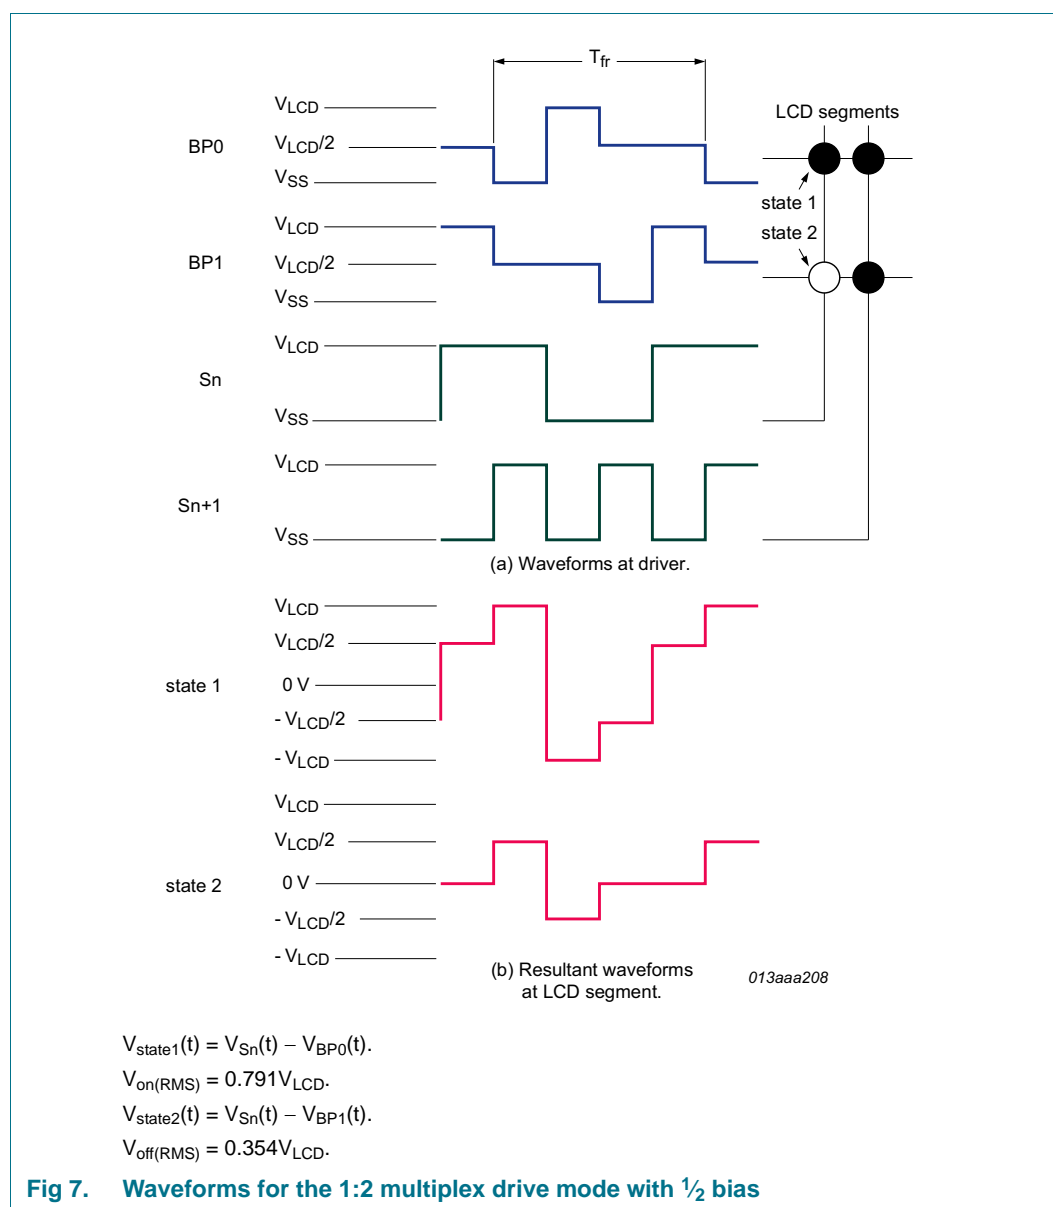 T_fr
V_LCD
BP0
V_LCD/2
V_SS
LCD segments
state 1
state 2
V_LCD
BP1
V_LCD/2
V_SS
V_LCD
Sn
V_SS
V_LCD
Sn+1
V_SS
(a) Waveforms at driver.
V_LCD
V_LCD/2
state 1
0 V
- V_LCD/2
- V_LCD
V_LCD
V_LCD/2
state 2
0 V
- V_LCD/2
- V_LCD
(b) Resultant waveforms
at LCD segment.
013aaa208
V_state1(t) = V_Sn(t) − V_BP0(t).
V_on(RMS) = 0.791V_LCD.
V_state2(t) = V_Sn(t) − V_BP1(t).
V_off(RMS) = 0.354V_LCD.
Fig 7. Waveforms for the 1:2 multiplex drive mode with 1⁄2 bias